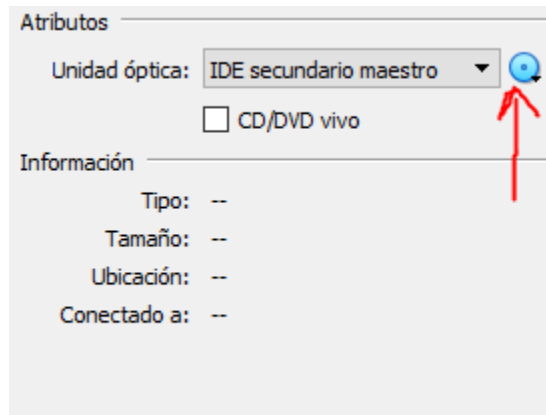 Atributos
Unidad óptica: IDE secundario maestro
CD/DVD vivo
Información
Tipo: --
Tamaño: --
Ubicación: --
Conectado a: --